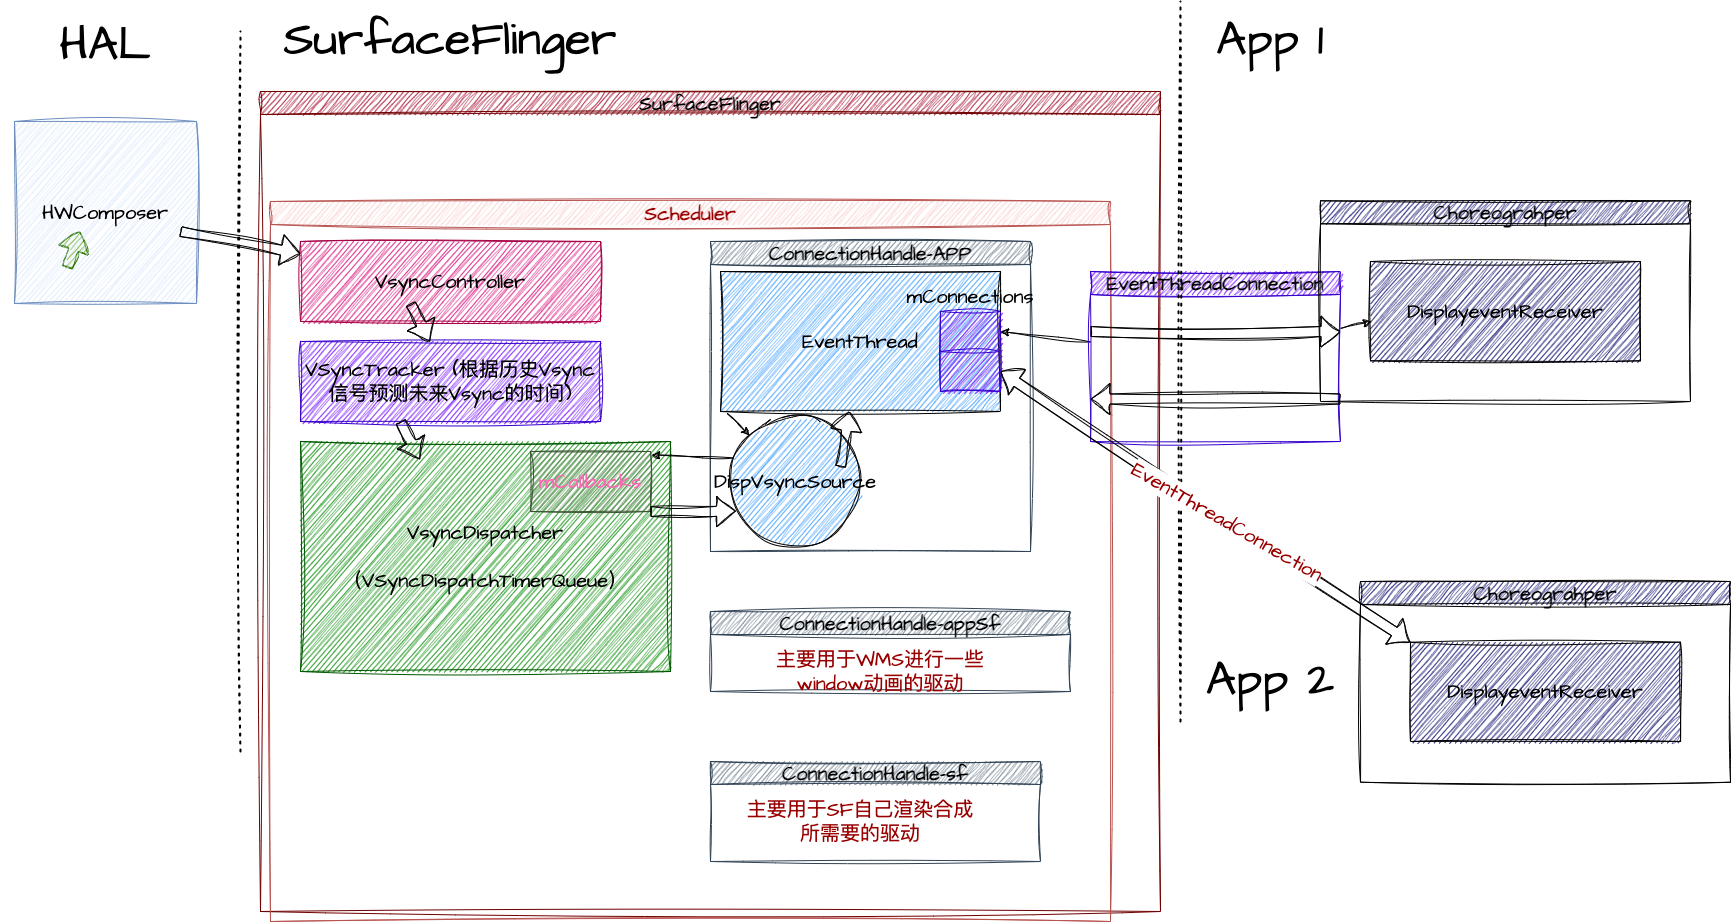 HAL
SurfaceFlinger
App 1
SurfaceFlinger
HWComposer
Scheduler
VsyncController
VSyncTracker (根据历史Vsync
信号预测未来Vsync的时间)
mCallbacks
VsyncDispatcher
(VSyncDispatchTimerQueue)
ConnectionHandle-APP
mConnections
EventThread
DispVsyncSource
ConnectionHandle-appSf
主要用于WMS进行一些
window动画的驱动
ConnectionHandle-sf
主要用于SF自己渲染合成
所需要的驱动
EventThreadConnection
EventThreadConnection
Choreograhper
DisplayeventReceiver
App 2
Choreograhper
DisplayeventReceiver